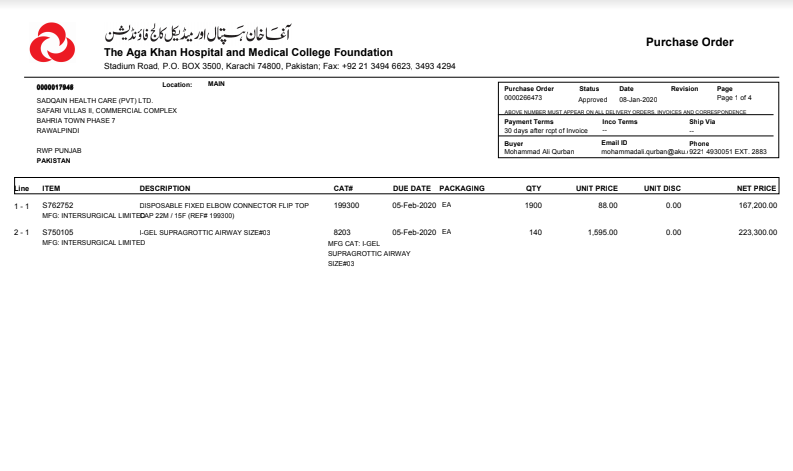 آغا خان ہسپتال اور میڈیکل کالج فاؤنڈیشن
The Aga Khan Hospital and Medical College Foundation
Stadium Road, P.O. BOX 3500, Karachi 74800, Pakistan; Fax: +92 21 3494 6623, 3493 4294
Purchase Order
0000017945
Location: MAIN
SADQAIN HEALTH CARE (PVT) LTD.
SAFARI VILLAS II, COMMERCIAL COMPLEX
BAHRIA TOWN PHASE 7
RAWALPINDI
RWP PUNJAB
PAKISTAN
Purchase Order Status Date Revision Page
0000266473 Approved 08-Jan-2020 Page 1 of 4
ABOVE NUMBER MUST APPEAR ON ALL DELIVERY ORDERS, INVOICES AND CORRESPONDENCE
Payment Terms Inco Terms Ship Via
30 days after rcpt of Invoice -- --
Buyer Email ID Phone
Mohammad Ali Qurban mohammadali.qurban@aku. 9221 4930051 EXT. 2883
Line ITEM DESCRIPTION CAT# DUE DATE PACKAGING QTY UNIT PRICE UNIT DISC NET PRICE
1 - 1 S762752 DISPOSABLE FIXED ELBOW CONNECTOR FLIP TOP 199300 05-Feb-2020 EA 1900 88.00 0.00 167,200.00
MFG: INTERSURGICAL LIMITED CAP 22M / 15F (REF# 199300)
2 - 1 S750105 I-GEL SUPRAGROTTIC AIRWAY SIZE#03 8203 05-Feb-2020 EA 140 1,595.00 0.00 223,300.00
MFG: INTERSURGICAL LIMITED MFG CAT: I-GEL
SUPRAGROTTIC AIRWAY
SIZE#03